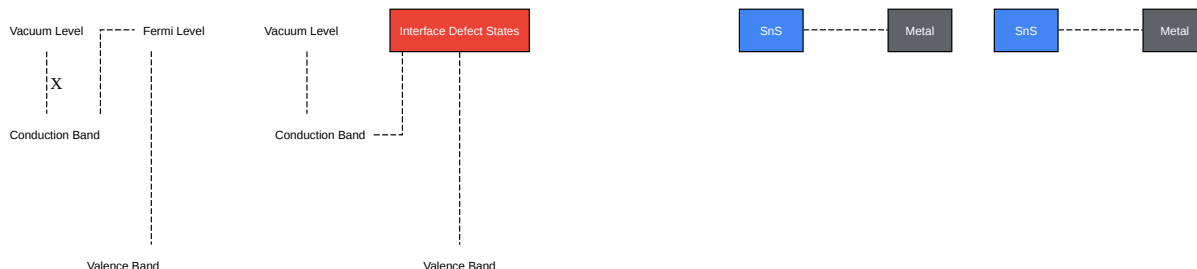 Vacuum Level
Fermi Level
Vacuum Level
Interface Defect States
SnS
Metal
SnS
Metal
X
Conduction Band
Conduction Band
Valence Band
Valence Band